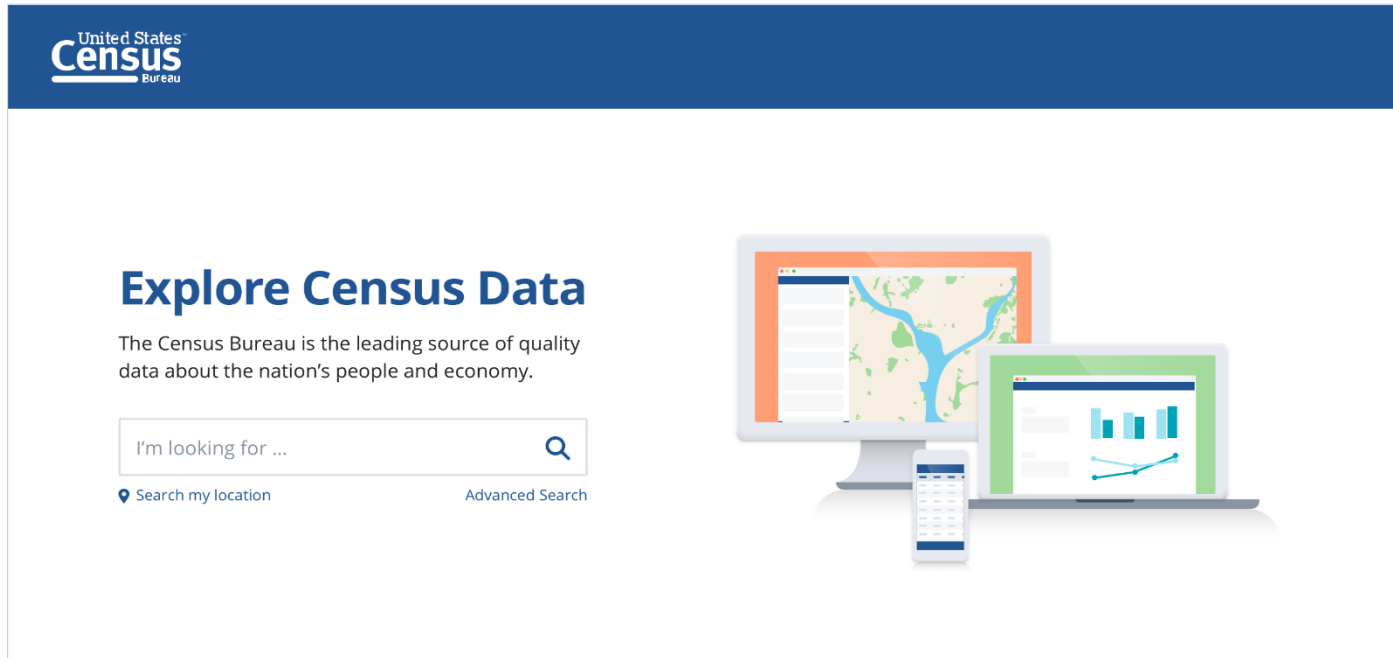 United States™
Census
Bureau
Explore Census Data
The Census Bureau is the leading source of quality
data about the nation’s people and economy.
I’m looking for ...
Search my location
Advanced Search